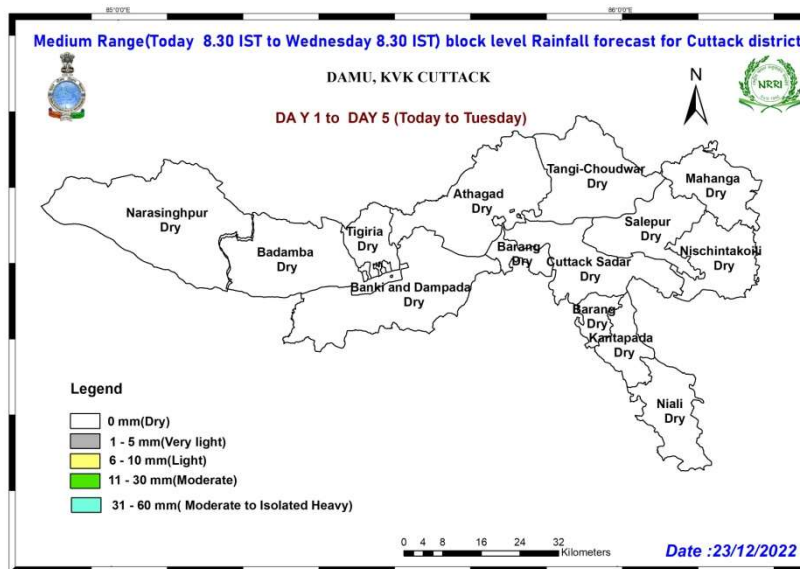 85°0'0"E
86°0'0"E
Medium Range(Today 8.30 IST to Wednesday 8.30 IST) block level Rainfall forecast for Cuttack district
DAMU, KVK CUTTACK
N
NRRI
DA Y 1 to DAY 5 (Today to Tuesday)
Tangi-Choudwar
Dry
Mahanga
Dry
Athagad
Dry
Narasinghpur
Dry
Salepur
Dry
Tigiria
Dry
Badamba
Dry
Barang
Dry
Cuttack Sadar
Dry
Nischintakoili
Dry
Banki and Dampada
Dry
Barang
Dry
Kantapada
Dry
Niali
Dry
Legend
0 mm(Dry)
1 - 5 mm(Very light)
6 - 10 mm(Light)
11 - 30 mm(Moderate)
31 - 60 mm( Moderate to Isolated Heavy)
0 2 4 8 16 24 32
Kilometers
Date :23/12/2022